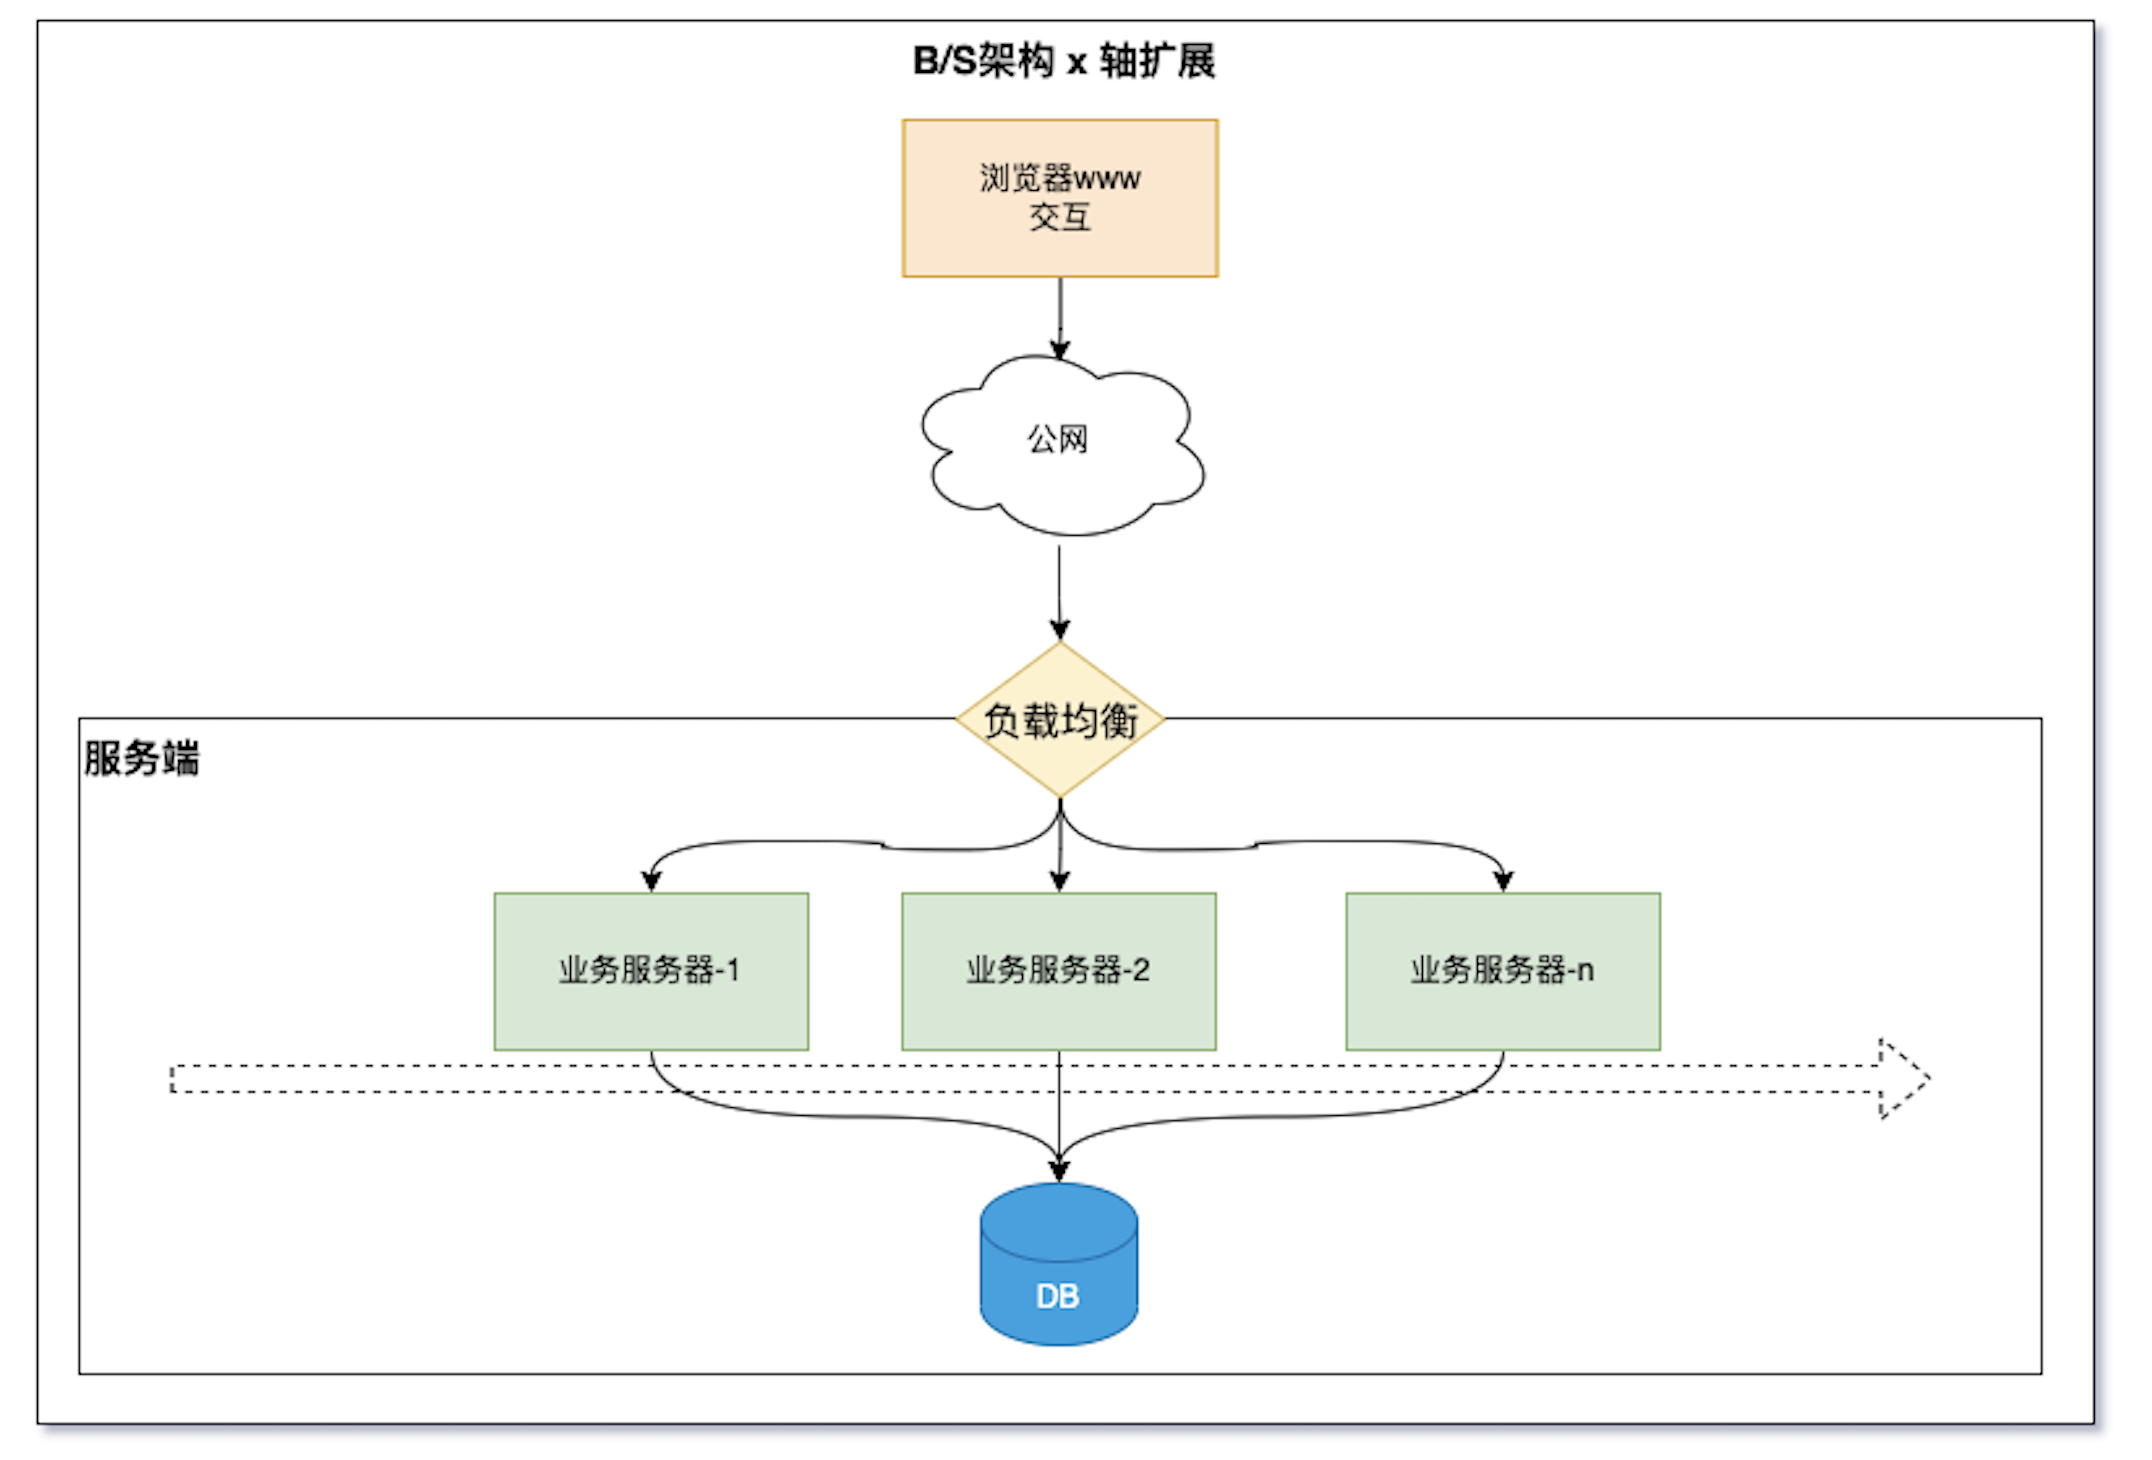 B/S架构 x 轴扩展
浏览器www
交互
公网
负载均衡
服务端
业务服务器-1
业务服务器-2
业务服务器-n
DB